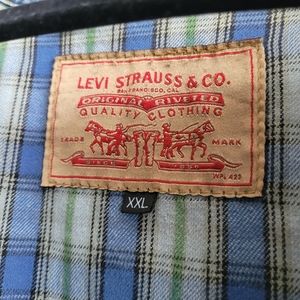 LEVI STRAUSS & CO.
SAN FRANCISCO, CAL.
ORIGINAL RIVETED
QUALITY CLOTHING
TRADE MARK
WPL 423
XXL